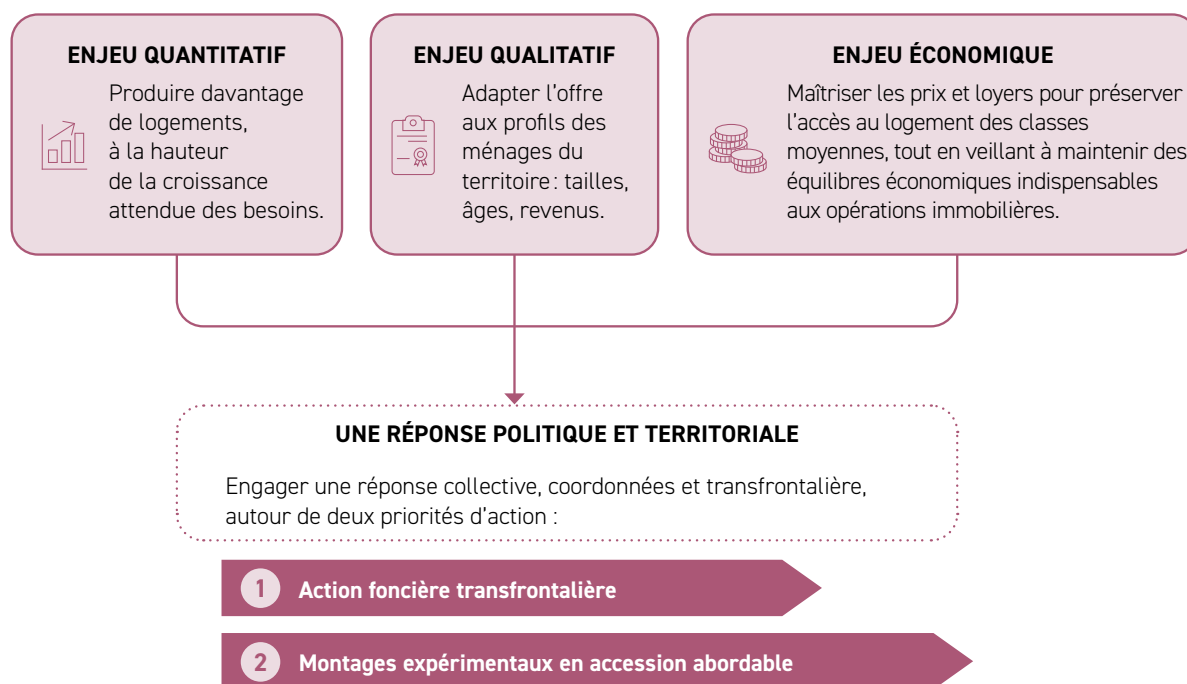 ENJEU QUANTITATIF
Produire davantage
de logements,
à la hauteur
de la croissance
attendue des besoins.
ENJEU QUALITATIF
Adapter l’offre
aux profils des
ménages du
territoire : tailles,
âges, revenus.
ENJEU ÉCONOMIQUE
Maîtriser les prix et loyers pour préserver
l’accès au logement des classes
moyennes, tout en veillant à maintenir des
équilibres économiques indispensables
aux opérations immobilières.
UNE RÉPONSE POLITIQUE ET TERRITORIALE
Engager une réponse collective, coordonnées et transfrontalière,
autour de deux priorités d’action :
1 Action foncière transfrontalière
2 Montages expérimentaux en accession abordable